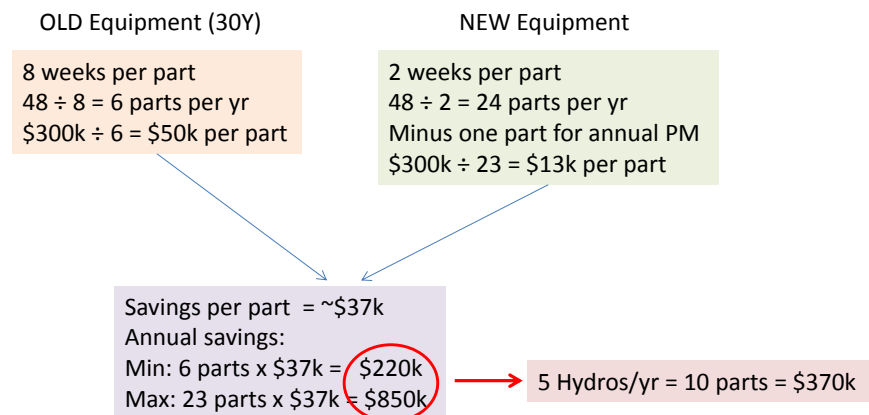 OLD Equipment (30Y)
8 weeks per part
48 ÷ 8 = 6 parts per yr
$300k ÷ 6 = $50k per part
NEW Equipment
2 weeks per part
48 ÷ 2 = 24 parts per yr
Minus one part for annual PM
$300k ÷ 23 = $13k per part
Savings per part = ~$37k
Annual savings:
Min: 6 parts x $37k = $220k
Max: 23 parts x $37k = $850k
5 Hydros/yr = 10 parts = $370k